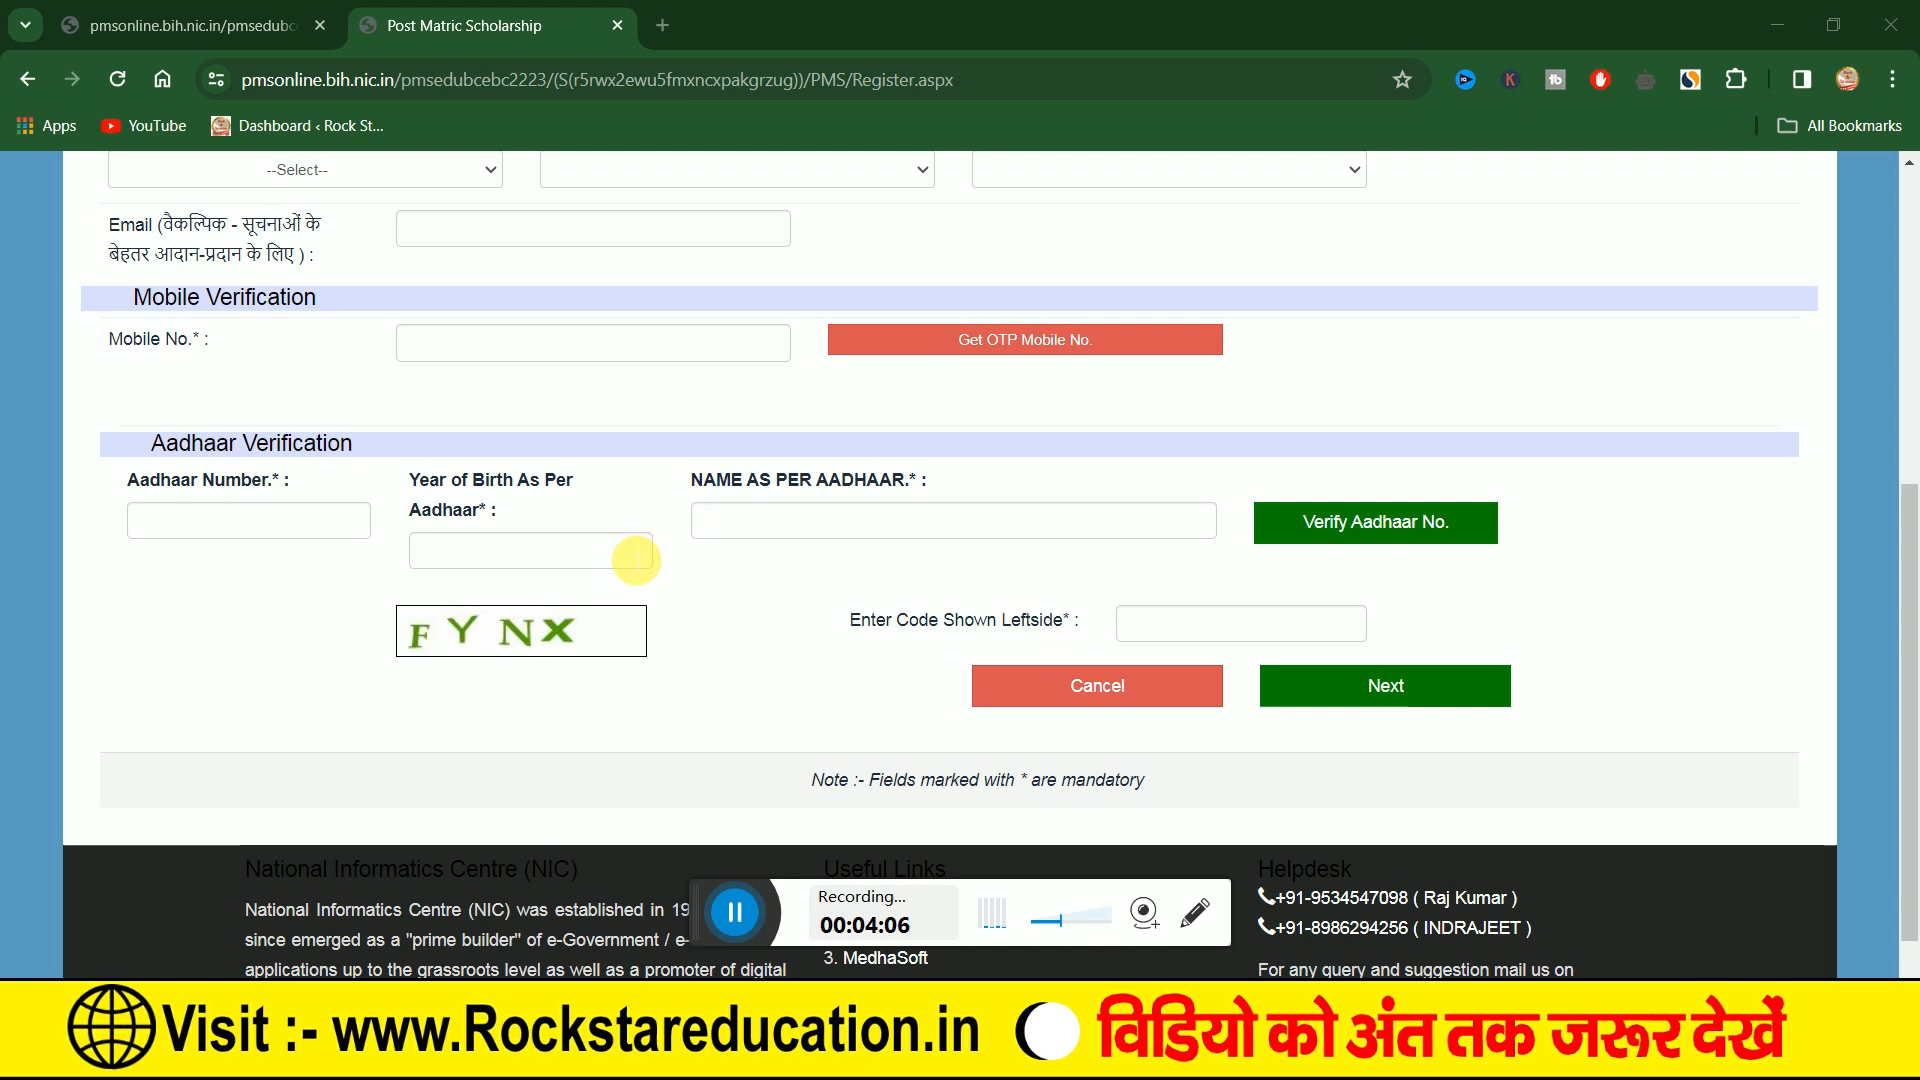 pmsonline.bih.nic.in/pmsedubc
Post Matric Scholarship
pmsonline.bih.nic.in/pmsedubcebc2223/(S(r5rwx2ewu5fmxncxpakgrzug))/PMS/Register.aspx
Apps
YouTube
Dashboard ‹ Rock St...
All Bookmarks
--Select--
Email (वैकल्पिक - सूचनाओं के
बेहतर आदान-प्रदान के लिए ) :
Mobile Verification
Mobile No.* :
Get OTP Mobile No.
Aadhaar Verification
Aadhaar Number.* :
Year of Birth As Per
Aadhaar* :
NAME AS PER AADHAAR.* :
Verify Aadhaar No.
F Y N X
Enter Code Shown Leftside* :
Cancel
Next
Note :- Fields marked with * are mandatory
National Informatics Centre (NIC)
National Informatics Centre (NIC) was established in 19
since emerged as a "prime builder" of e-Government / e-
applications up to the grassroots level as well as a promoter of digital
Useful Links
3. MedhaSoft
Helpdesk
+91-9534547098 ( Raj Kumar )
+91-8986294256 ( INDRAJEET )
For any query and suggestion mail us on
Recording...
00:04:06
Visit :- www.Rockstareducation.in
विडियो को अंत तक जरूर देखें